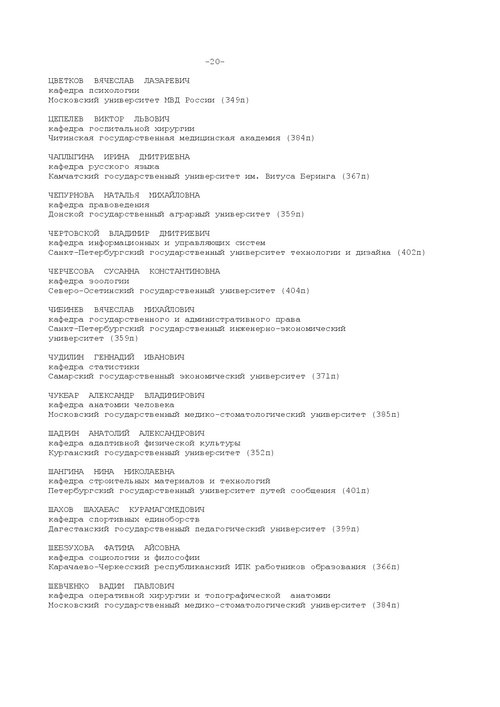 -20-
ЦВЕТКОВ ВЯЧЕСЛАВ ЛАЗАРЕВИЧ
кафедра психологии
Московский университет МВД России (349п)
ЦЕПЕЛЕВ ВИКТОР ЛЬВОВИЧ
кафедра госпитальной хирургии
Читинская государственная медицинская академия (384п)
ЧАПЛЫГИНА ИРИНА ДМИТРИЕВНА
кафедра русского языка
Камчатский государственный университет им. Витуса Беринга (367п)
ЧЕПУРНОВА НАТАЛЬЯ МИХАЙЛОВНА
кафедра правоведения
Донской государственный аграрный университет (359п)
ЧЕРТОВСКОЙ ВЛАДИМИР ДМИТРИЕВИЧ
кафедра информационных и управляющих систем
Санкт-Петербургский государственный университет технологии и дизайна (402п)
ЧЕРЧЕСОВА СУСАННА КОНСТАНТИНОВНА
кафедра зоологии
Северо-Осетинский государственный университет (404п)
ЧИБИНЕВ ВЯЧЕСЛАВ МИХАЙЛОВИЧ
кафедра государственного и административного права
Санкт-Петербургский государственный инженерно-экономический
университет (359п)
ЧУДИЛИН ГЕННАДИЙ ИВАНОВИЧ
кафедра статистики
Самарский государственный экономический университет (371п)
ЧУКБАР АЛЕКСАНДР ВЛАДИМИРОВИЧ
кафедра анатомии человека
Московский государственный медико-стоматологический университет (385п)
ШАДРИН АНАТОЛИЙ АЛЕКСАНДРОВИЧ
кафедра адаптивной физической культуры
Курганский государственный университет (352п)
ШАНГИНА НИНА НИКОЛАЕВНА
кафедра строительных материалов и технологий
Петербургский государственный университет путей сообщения (401п)
ШАХОВ ШАХАБАС КУРАМАГОМЕДОВИЧ
кафедра спортивных единоборств
Дагестанский государственный педагогический университет (399п)
ШЕБЗУХОВА ФАТИМА АЙСОВНА
кафедра социологии и философии
Карачаево-Черкесский республиканский ИПК работников образования (366п)
ШЕВЧЕНКО ВАДИМ ПАВЛОВИЧ
кафедра оперативной хирургии и топографической анатомии
Московский государственный медико-стоматологический университет (384п)